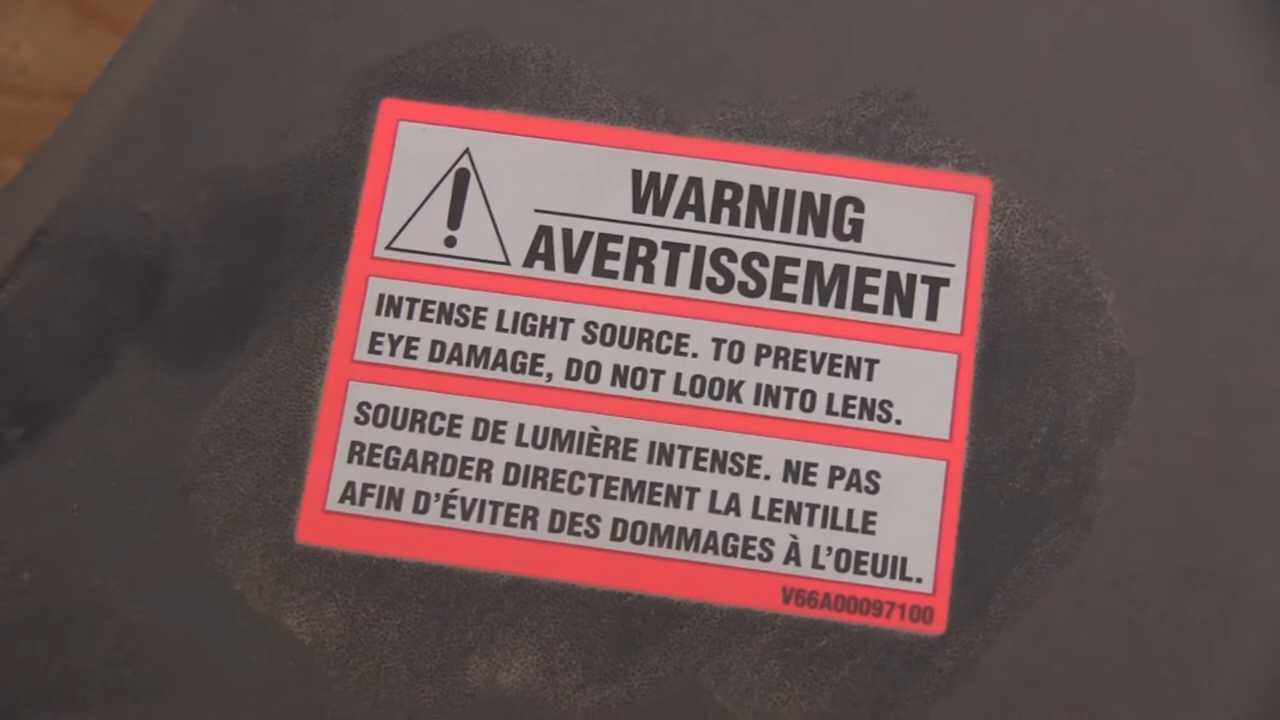 WARNING
AVERTISSEMENT
INTENSE LIGHT SOURCE. TO PREVENT
EYE DAMAGE, DO NOT LOOK INTO LENS.
SOURCE DE LUMIÈRE INTENSE. NE PAS
REGARDER DIRECTEMENT LA LENTILLE
AFIN D'ÉVITER DES DOMMAGES À L'OEUIL.
V66A00097100